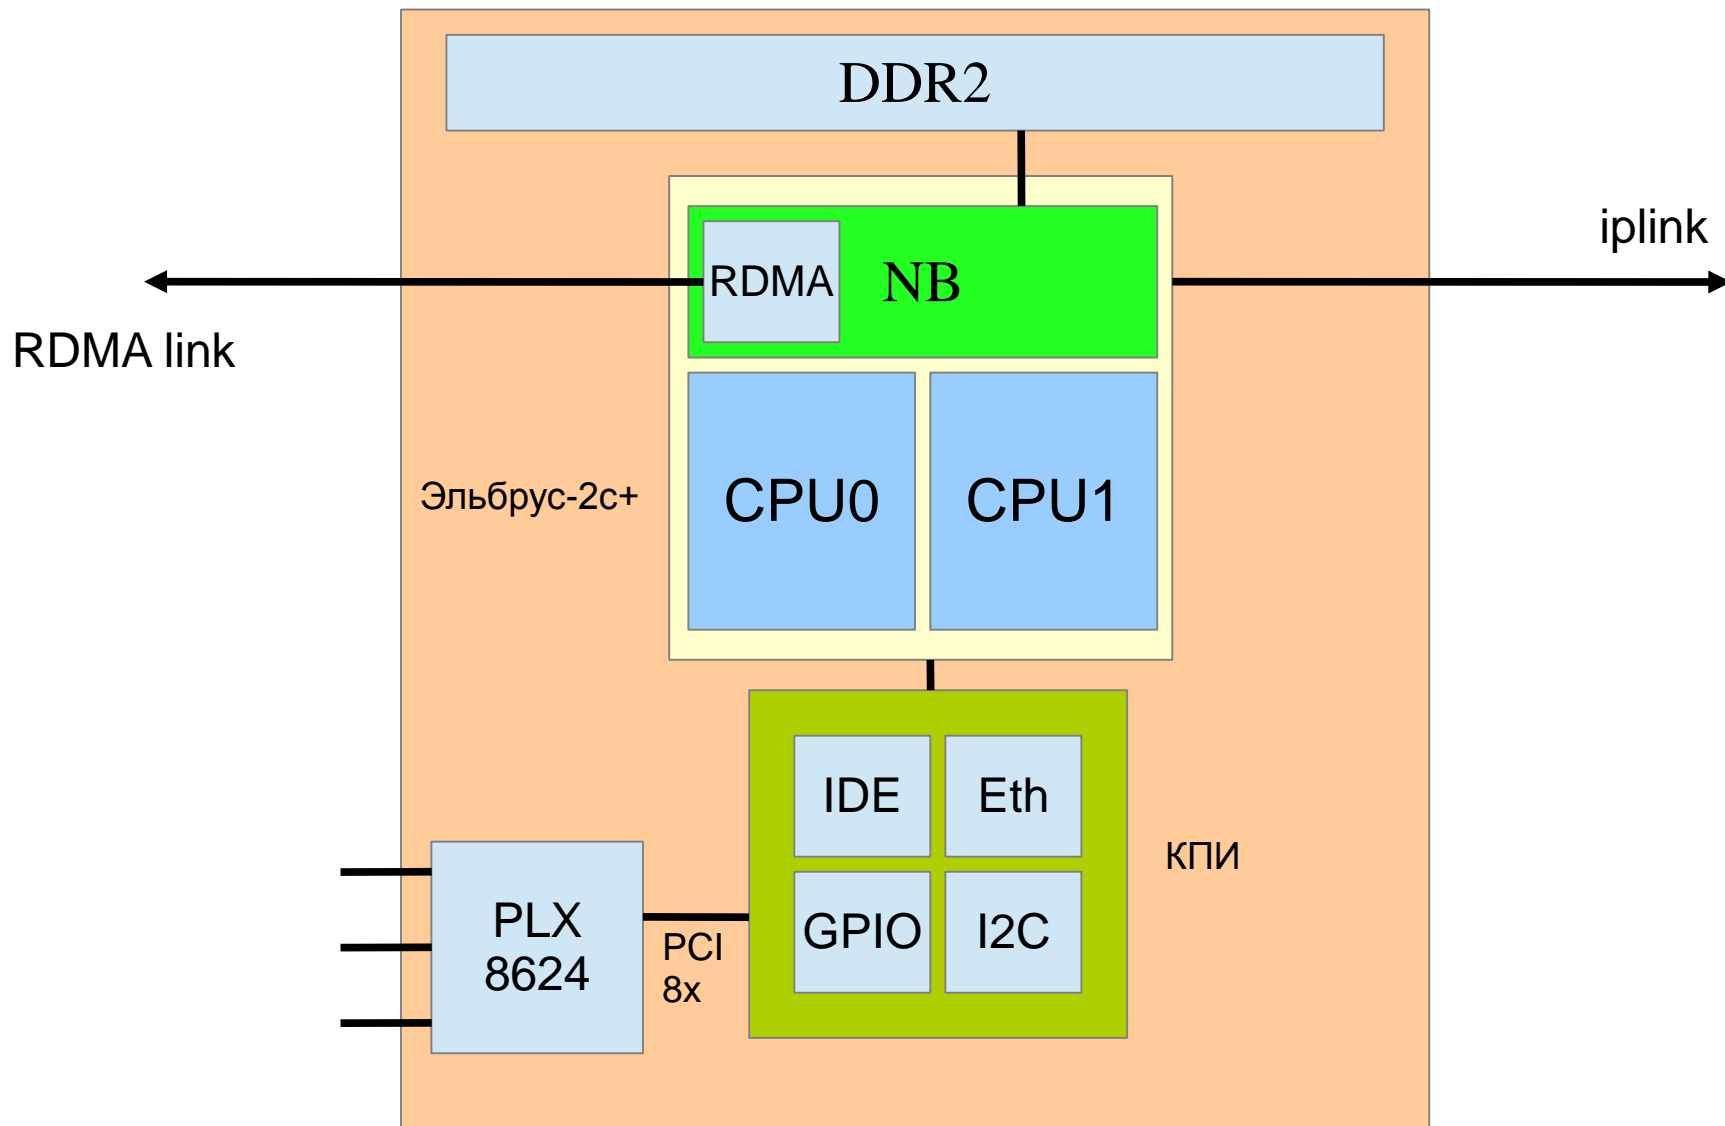 DDR2
iplink
RDMA
NB
RDMA link
Эльбрус-2с+
CPU0
CPU1
IDE
Eth
КПИ
PLX
8624
PCI
8x
GPIO
I2C